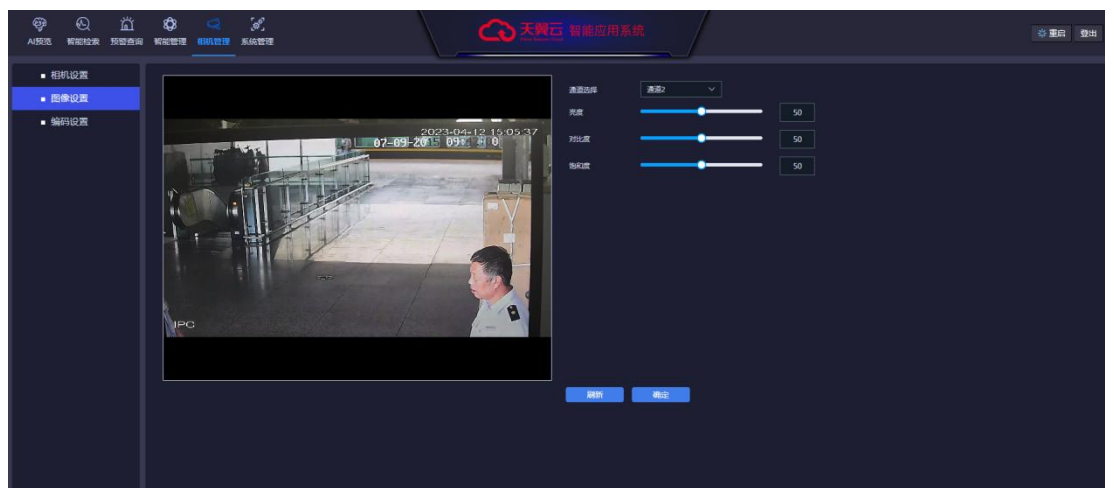 AI预览 智能检索 预警查询 智能管理 相机管理 系统管理
天翼云 智能应用系统
重启 登出
相机设置
图像设置
编码设置
2023-04-12 15:05:37
IPC
通道选择 通道2
亮度 50
对比度 50
饱和度 50
刷新 确定